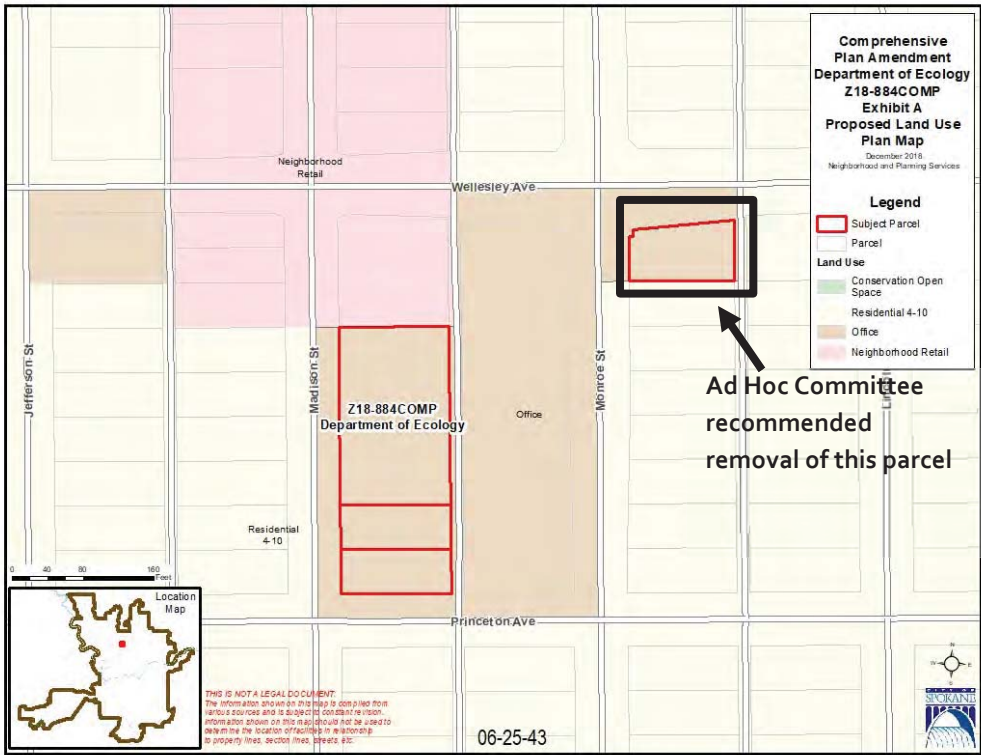 Comprehensive
Plan Amendment
Department of Ecology
Z18-884COMP
Exhibit A
Proposed Land Use
Plan Map
December 2018
Neighborhood and Planning Services
Legend
Subject Parcel
Parcel
Land Use
Conservation Open
Space
Residential 4-10
Office
Neighborhood Retail
Neighborhood
Retail
Wellesley Ave
Jefferson St
Madison St
Monroe St
Z18-884COMP
Department of Ecology
Office
Ad Hoc Committee
recommended
removal of this parcel
Residential
4-10
Princeton Ave
0 40 80 160
Feet
Location
Map
THIS IS NOT A LEGAL DOCUMENT:
The information shown on this map is compiled from
various sources and is subject to constant revision.
Information shown on this map should not be used to
determine the location of facilities in relationship
to property lines, section lines, streets, etc.
06-25-43
N
W
E
S
CITY OF
SPOKANE